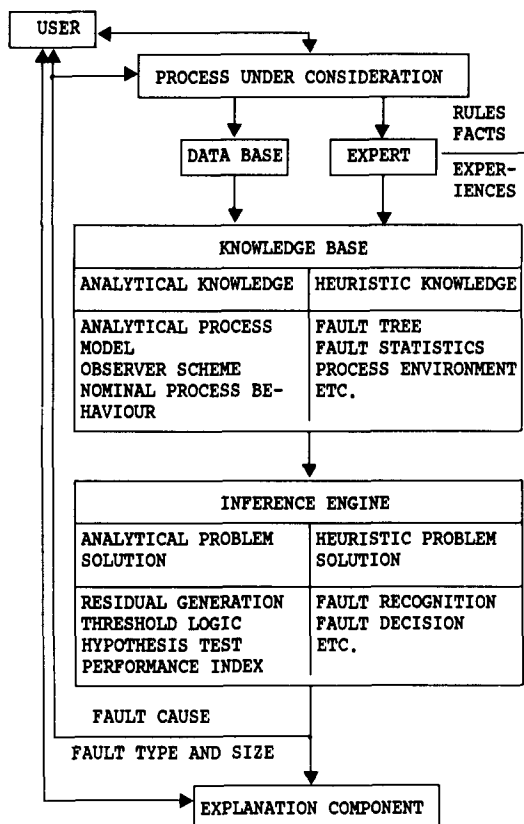 USER
PROCESS UNDER CONSIDERATION
RULES
FACTS
DATA BASE
EXPERT
EXPER-
IENCES
KNOWLEDGE BASE
ANALYTICAL KNOWLEDGE
HEURISTIC KNOWLEDGE
ANALYTICAL PROCESS
MODEL
OBSERVER SCHEME
NOMINAL PROCESS BE-
HAVIOUR
FAULT TREE
FAULT STATISTICS
PROCESS ENVIRONMENT
ETC.
INFERENCE ENGINE
ANALYTICAL PROBLEM
SOLUTION
HEURISTIC PROBLEM
SOLUTION
RESIDUAL GENERATION
THRESHOLD LOGIC
HYPOTHESIS TEST
PERFORMANCE INDEX
FAULT RECOGNITION
FAULT DECISION
ETC.
FAULT CAUSE
FAULT TYPE AND SIZE
EXPLANATION COMPONENT